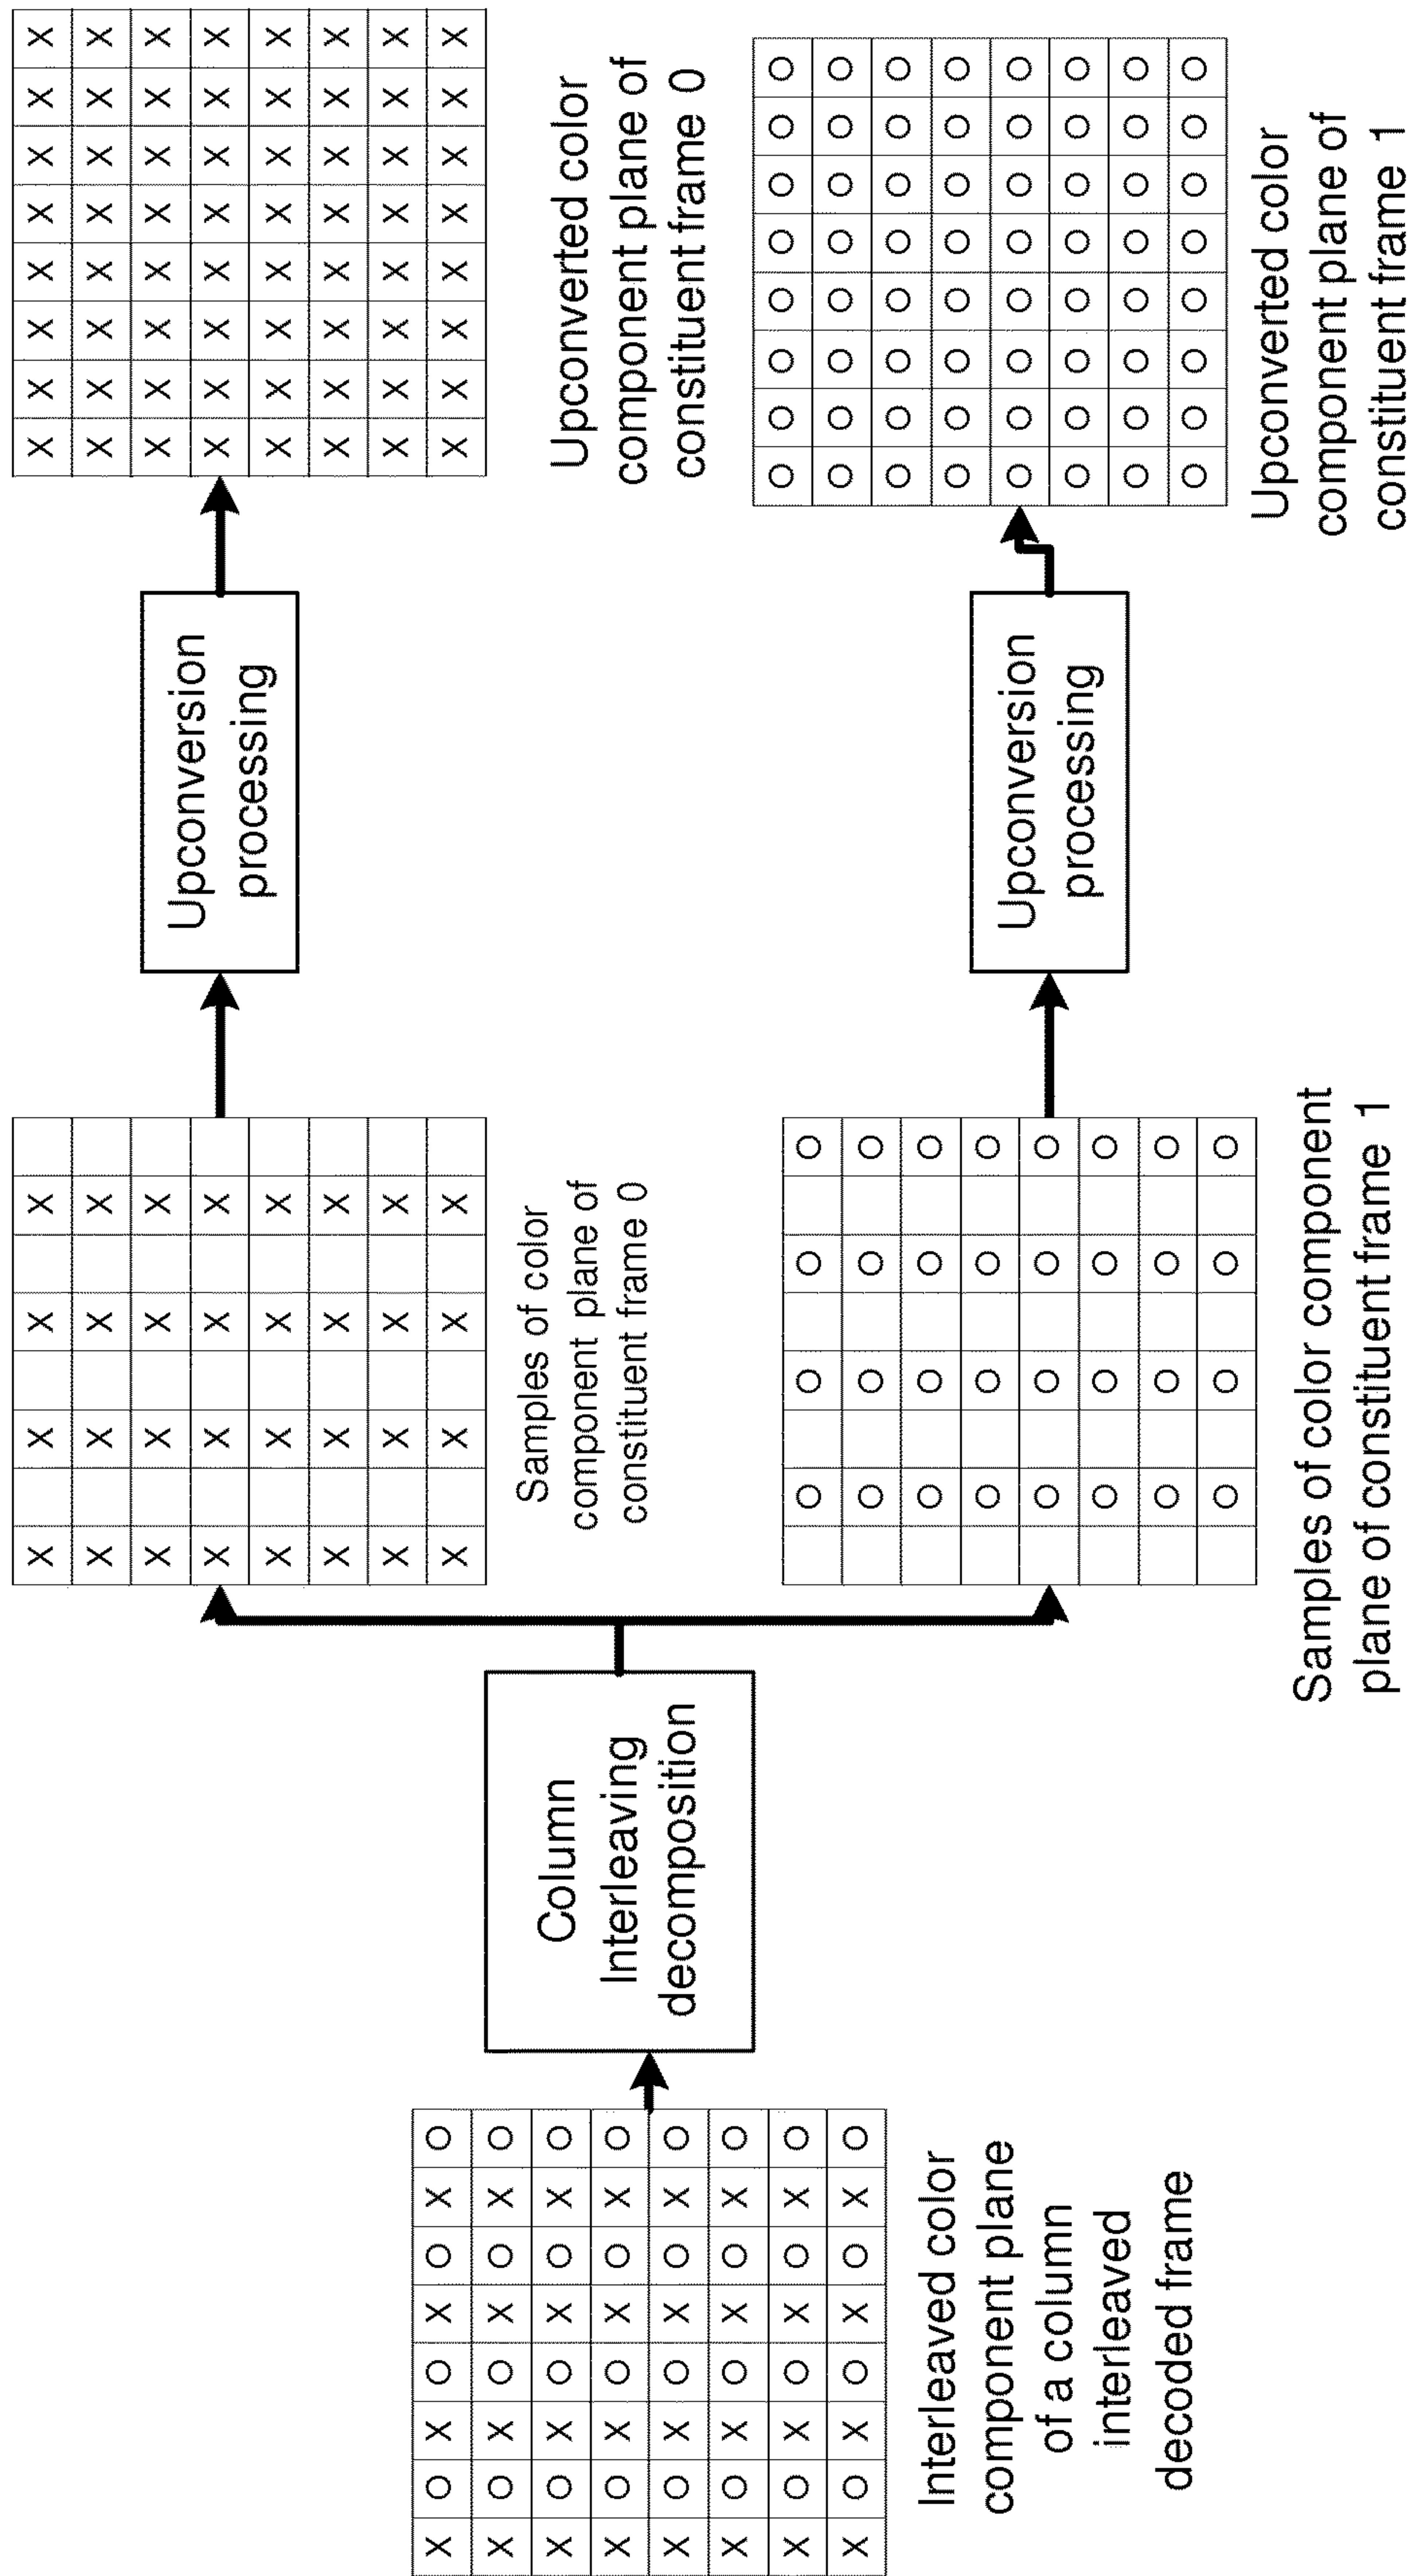 X O X O X O X O
X O X O X O X O
X O X O X O X O
X O X O X O X O
X O X O X O X O
X O X O X O X O
X O X O X O X O
X O X O X O X O
Interleaved color
component plane
of a column
interleaved
decoded frame
Column
Interleaving
decomposition
X X X X
X X X X
X X X X
X X X X
X X X X
X X X X
X X X X
X X X X
Samples of color
component plane of
constituent frame 0
Upconversion
processing
X X X X X X X X
X X X X X X X X
X X X X X X X X
X X X X X X X X
X X X X X X X X
X X X X X X X X
X X X X X X X X
X X X X X X X X
Upconverted color
component plane of
constituent frame 0
O O O O
O O O O
O O O O
O O O O
O O O O
O O O O
O O O O
O O O O
Samples of color component
plane of constituent frame 1
Upconversion
processing
O O O O O O O O
O O O O O O O O
O O O O O O O O
O O O O O O O O
O O O O O O O O
O O O O O O O O
O O O O O O O O
O O O O O O O O
Upconverted color
component plane of
constituent frame 1